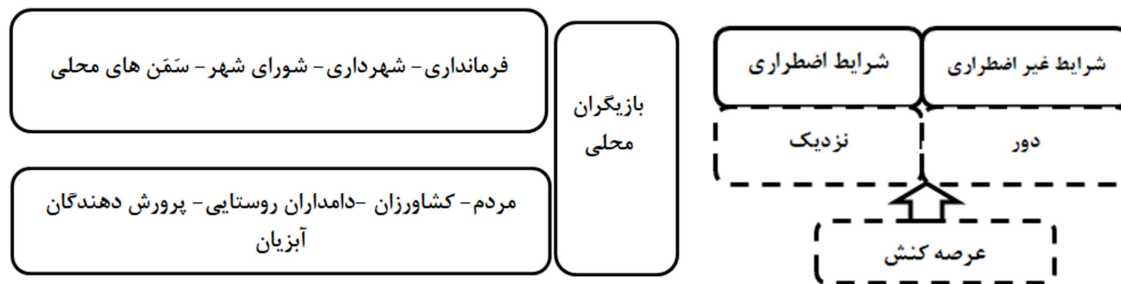 شرایط غیر اضطراری
شرایط اضطراری
دور
نزدیک
عرصه کنش
بازیگران
محلی
فرمانداری– شهرداری– شورای شهر– سَمَن های محلی
مردم– کشاورزان –دامداران روستایی– پرورش دهندگان
آبزیان